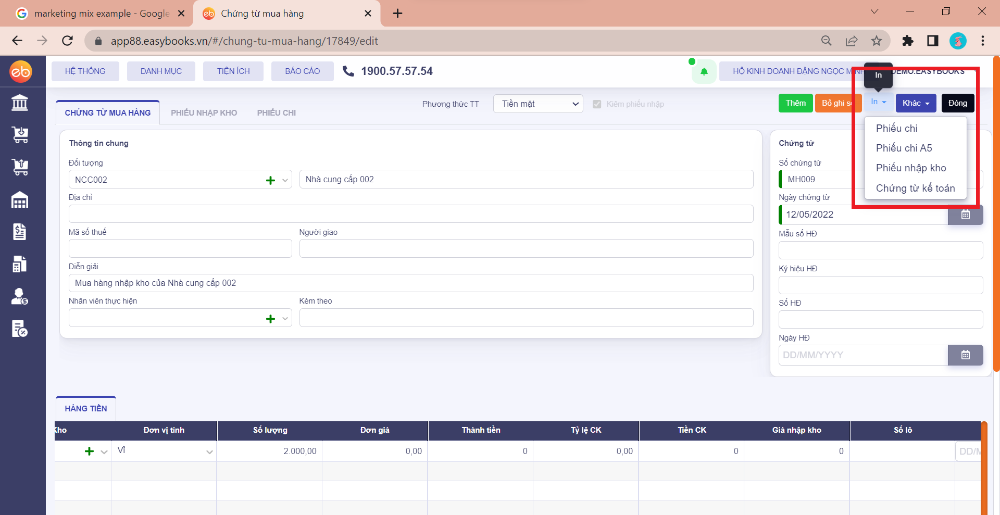 marketing mix example - Google
Chứng từ mua hàng
app88.easybooks.vn/#/chung-tu-mua-hang/17849/edit
eb
HỆ THỐNG
DANH MỤC
TIỆN ÍCH
BÁO CÁO
1900.57.57.54
HỘ KINH DOANH ĐẶNG NGỌC MINH
DEMO.EASYBOOKS
In
CHỨNG TỪ MUA HÀNG
PHIẾU NHẬP KHO
PHIẾU CHI
Phương thức TT
Tiền mặt
Kiêm phiếu nhập
Thêm
Bỏ ghi sổ
In
Khác
Đóng
Phiếu chi
Phiếu chi A5
Phiếu nhập kho
Chứng từ kế toán
Thông tin chung
Đối tượng
NCC002
Nhà cung cấp 002
Địa chỉ
Mã số thuế
Người giao
Diễn giải
Mua hàng nhập kho của Nhà cung cấp 002
Nhân viên thực hiện
Kèm theo
Chứng từ
Số chứng từ
MH009
Ngày chứng từ
12/05/2022
Mẫu số HĐ
Ký hiệu HĐ
Số HĐ
Ngày HĐ
DD/MM/YYYY
HÀNG TIỀN
Kho
Đơn vị tính
Số lượng
Đơn giá
Thành tiền
Tỷ lệ CK
Tiền CK
Giá nhập kho
Số lô
Vỉ
2.000,00
0,00
0
0,00
0
0
DD/M